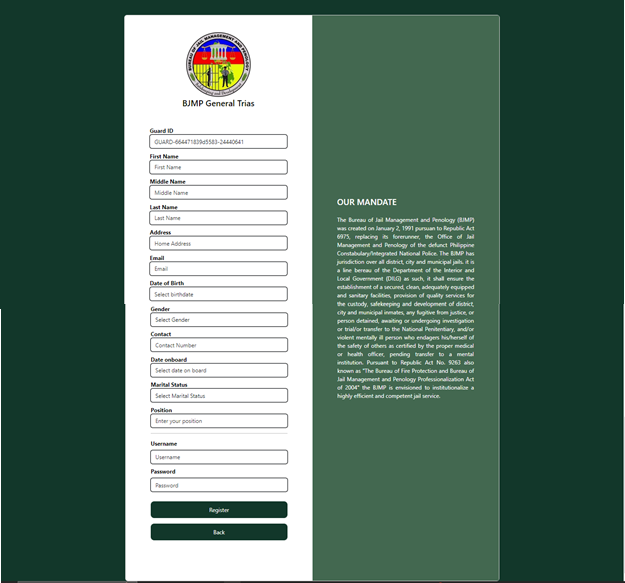 BUREAU OF JAIL MANAGEMENT AND PENOLOGY
BJMP General Trias
Guard ID
GUARD-664471839d5583-24440641
First Name
First Name
Middle Name
Middle Name
Last Name
Last Name
Address
Home Address
Email
Email
Date of Birth
Select birthdate
Gender
Select Gender
Contact
Contact Number
Date onboard
Select date on board
Marital Status
Select Marital Status
Position
Enter your position
Username
Username
Password
Password
Register
Back
OUR MANDATE
The Bureau of Jail Management and Penology (BJMP)
was created on January 2, 1991 pursuant to Republic Act
6975, replacing its forerunner, the Office of Jail
Management and Penology of the defunct Philippine
Constabulary/Integrated National Police. The BJMP has
jurisdiction over all district, city and municipal jails. it is
a line bereau of the Department of the Interior and
Local Government (DILG) as such, it shall ensure the
establishment of a secured, clean, adequately equipped
and sanitary facilities, provision of quality services for
the custody, safekeeping and development of district,
city and municipal inmates, any fugitive from justice, or
person detained, awaiting or undergoing investigation
or trial/or transfer to the National Penitentiary, and/or
violent mentally ill person who endagers his/herself of
the safety of others as certified by the proper medical
or health officer, pending transfer to a mental
institution. Pursuant to Republic Act No. 9263 also
known as "The Bureau of Fire Protection and Bureau of
Jail Management and Penology Professionalization Act
of 2004" the BJMP is envisioned to institutionalize a
highly efficient and competent jail service.